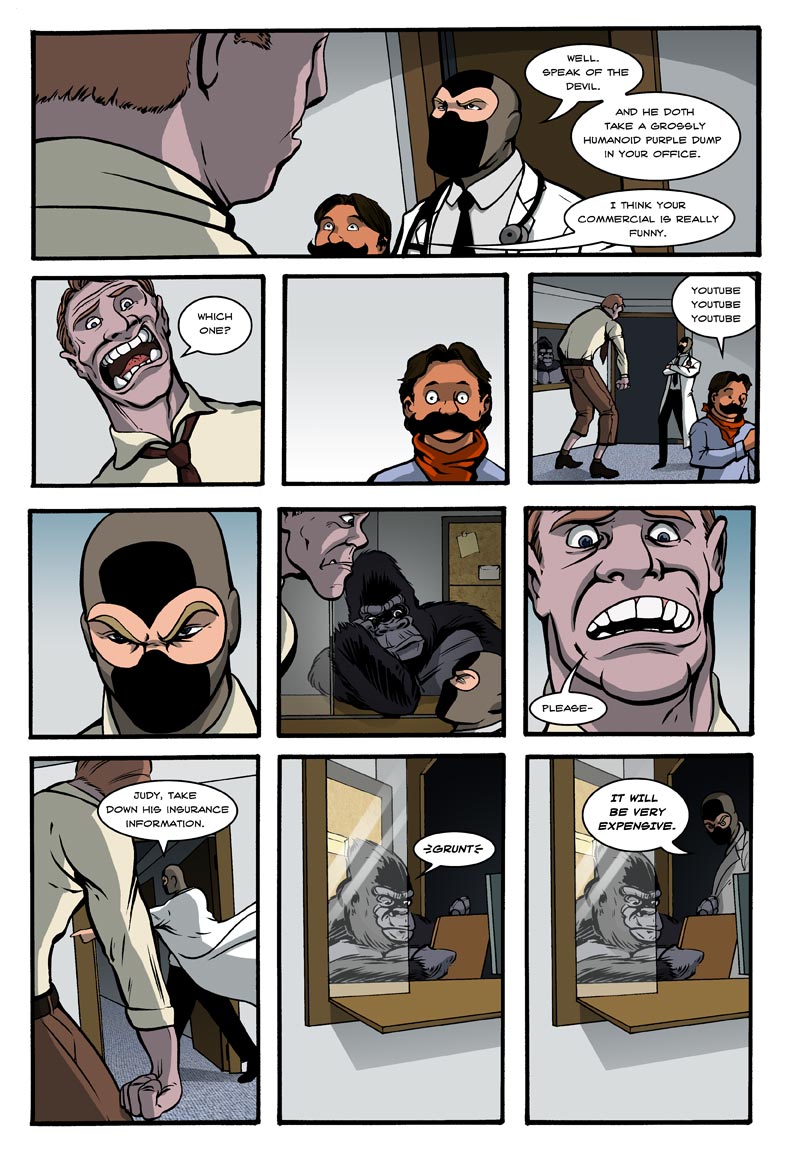 WELL.
SPEAK OF THE
DEVIL.
AND HE DOTH
TAKE A GROSSLY
HUMANOID PURPLE DUMP
IN YOUR OFFICE.
I THINK YOUR
COMMERCIAL IS REALLY
FUNNY.
WHICH
ONE?
YOUTUBE
YOUTUBE
YOUTUBE
PLEASE-
JUDY, TAKE
DOWN HIS INSURANCE
INFORMATION.
GRUNT
IT WILL
BE VERY
EXPENSIVE.